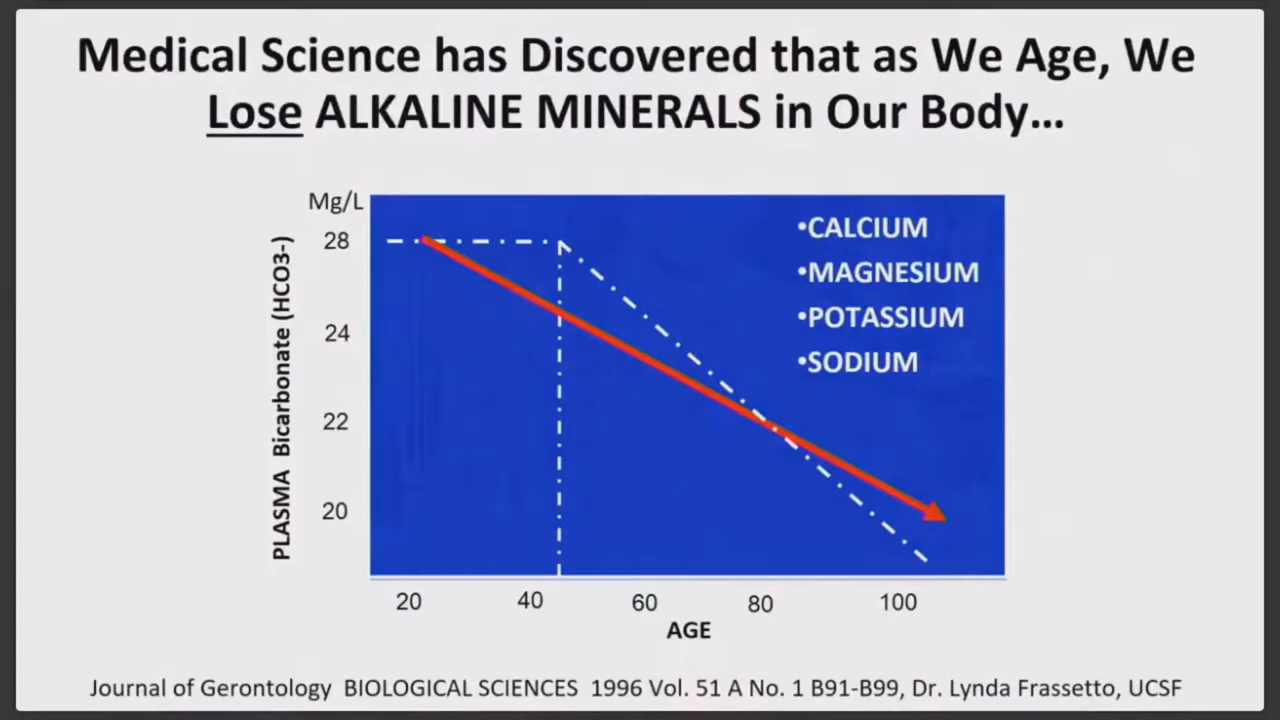 Medical Science has Discovered that as We Age, We
Lose ALKALINE MINERALS in Our Body...
Mg/L
28
24
22
20
PLASMA Bicarbonate (HCO3-)
•CALCIUM
•MAGNESIUM
•POTASSIUM
•SODIUM
20 40 60 80 100
AGE
Journal of Gerontology BIOLOGICAL SCIENCES 1996 Vol. 51 A No. 1 B91-B99, Dr. Lynda Frassetto, UCSF